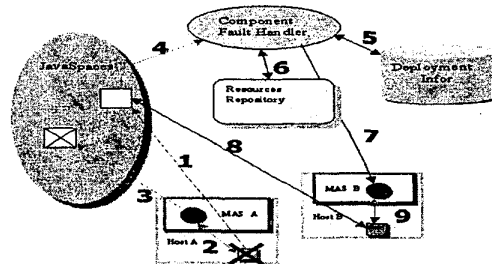 Component
Fault Handler
4
5
JavaSpaces
6
Deployment
Infor
Resources
Repository
7
8
1
3
MAS A
MAS B
Host A
2
Host B
9